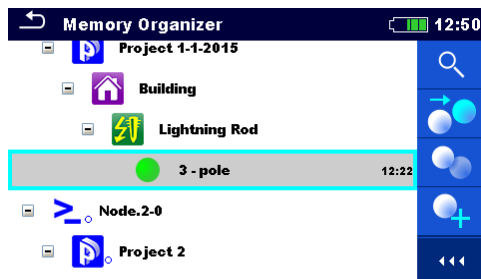 Memory Organizer 12:50
Project 1-1-2015
Building
Lightning Rod
3 - pole 12:22
Node.2-0
Project 2